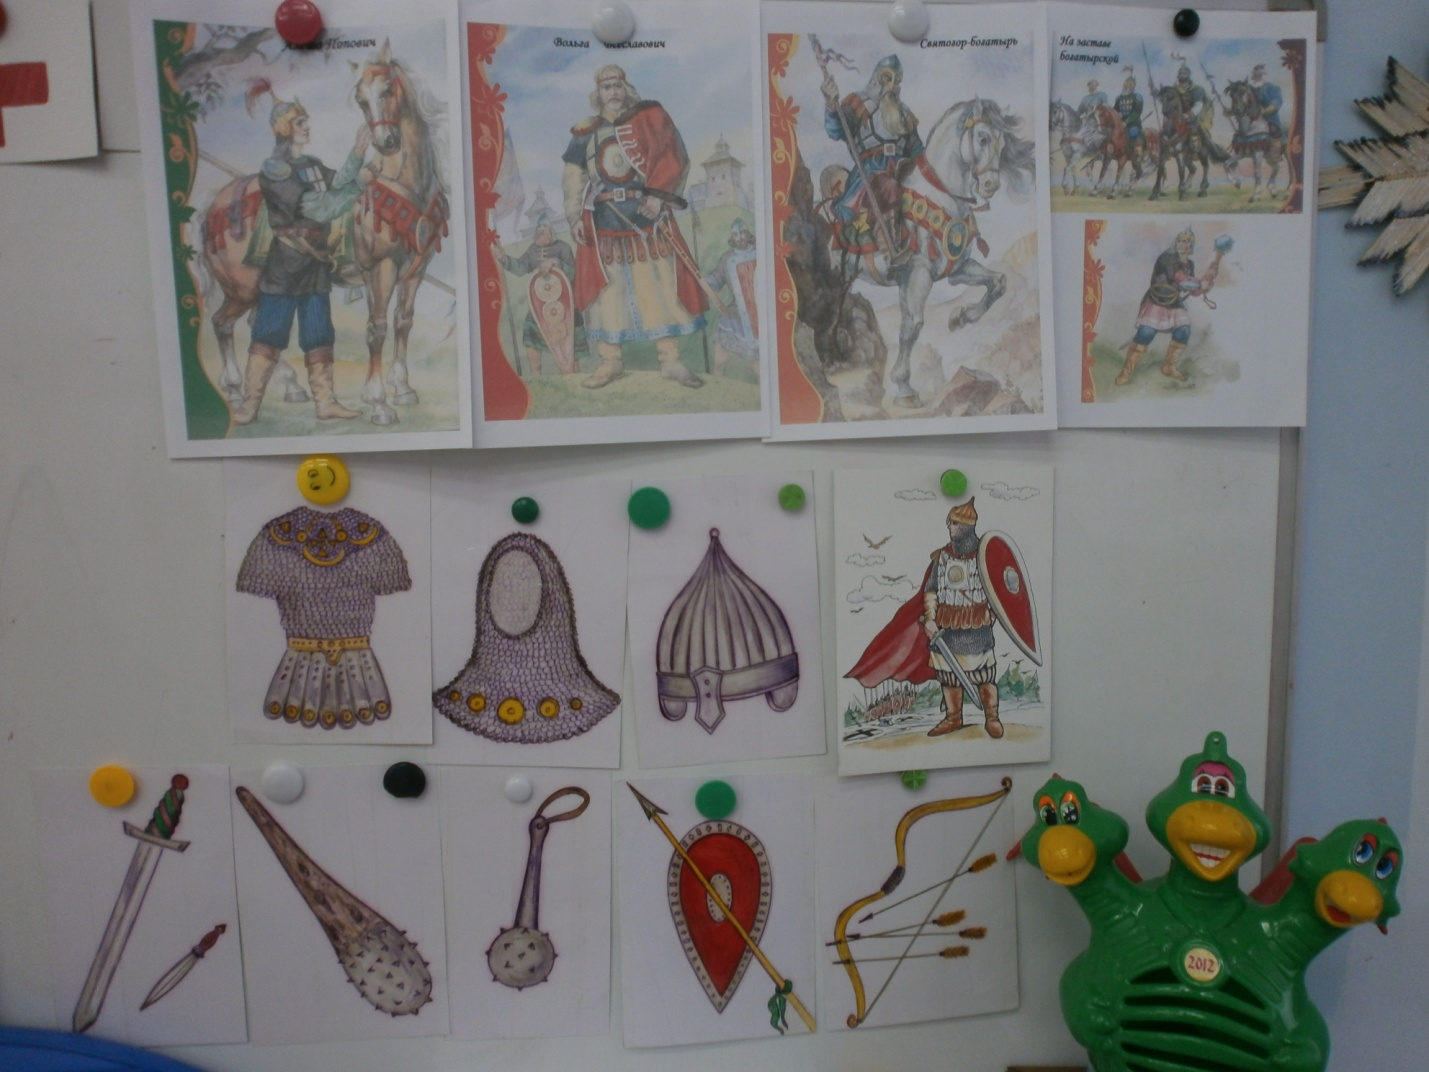 Попович
Вольга
Святогор-богатырь
На заставе
богатырской
2012